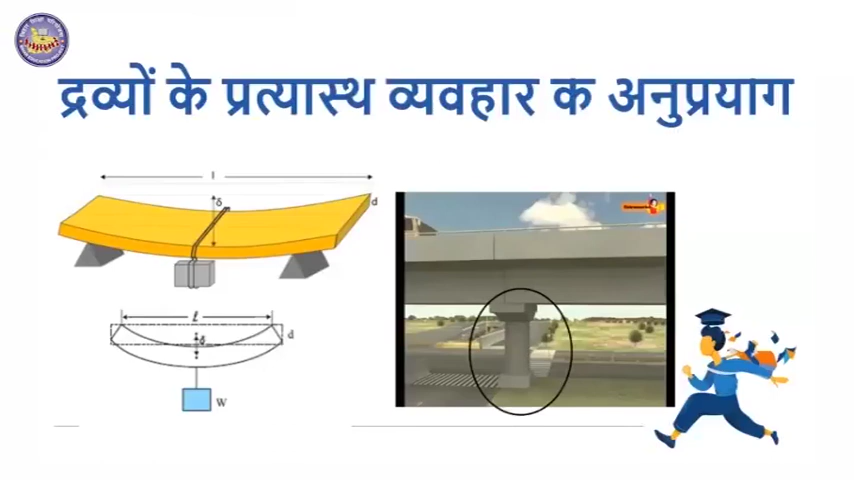 द्रव्यों के प्रत्यास्थ व्यवहार क अनुप्रयाग
l
δ
d
ℓ
δ
d
W